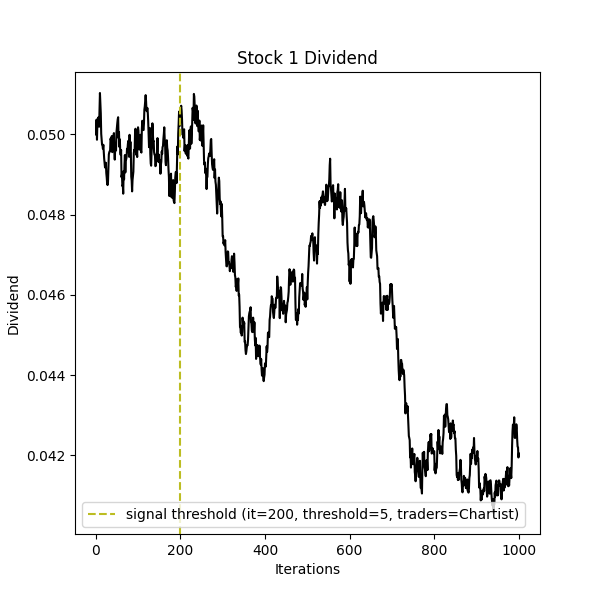 Stock 1 Dividend
0.050
0.048
0.046
0.044
0.042
Dividend
signal threshold (it=200, threshold=5, traders=Chartist)
0 200 400 600 800 1000
Iterations